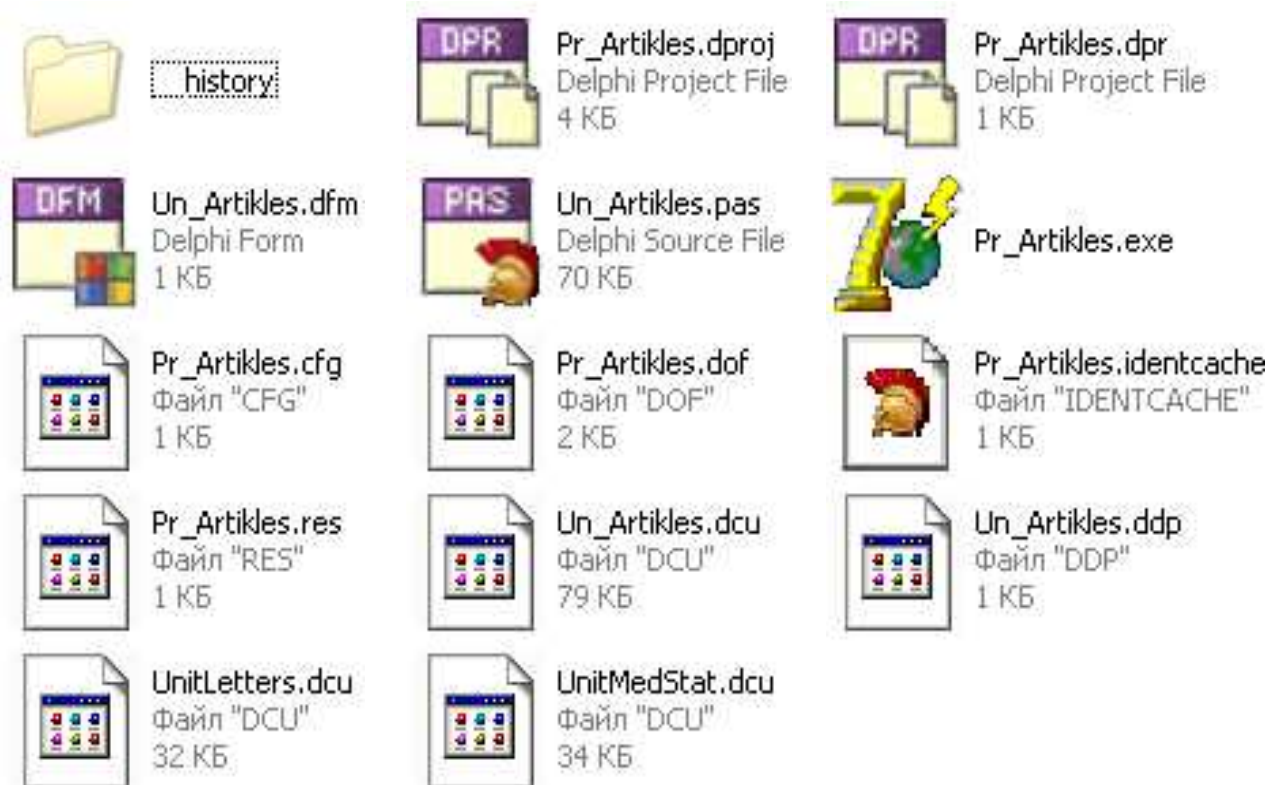 __history
DPR
Pr_Artikles.dproj
Delphi Project File
4 КБ
DPR
Pr_Artikles.dpr
Delphi Project File
1 КБ
DFM
Un_Artikles.dfm
Delphi Form
1 КБ
PAS
Un_Artikles.pas
Delphi Source File
70 КБ
7
Pr_Artikles.exe
Pr_Artikles.cfg
Файл "CFG"
1 КБ
Pr_Artikles.dof
Файл "DOF"
2 КБ
Pr_Artikles.identcache
Файл "IDENTCACHE"
1 КБ
Pr_Artikles.res
Файл "RES"
1 КБ
Un_Artikles.dcu
Файл "DCU"
79 КБ
Un_Artikles.ddp
Файл "DDP"
1 КБ
UnitLetters.dcu
Файл "DCU"
32 КБ
UnitMedStat.dcu
Файл "DCU"
34 КБ